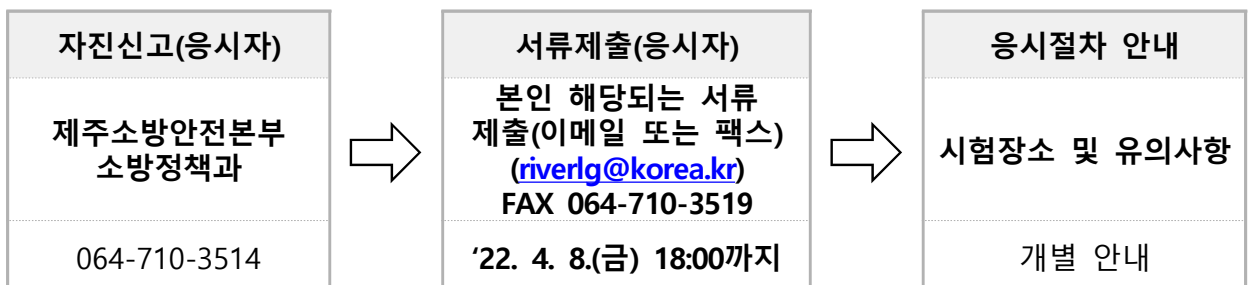 자진신고(응시자)
제주소방안전본부
소방정책과
064-710-3514
서류제출(응시자)
본인 해당되는 서류
제출(이메일 또는 팩스)
(riverlg@korea.kr)
FAX 064-710-3519
‘22. 4. 8.(금) 18:00까지
응시절차 안내
시험장소 및 유의사항
개별 안내